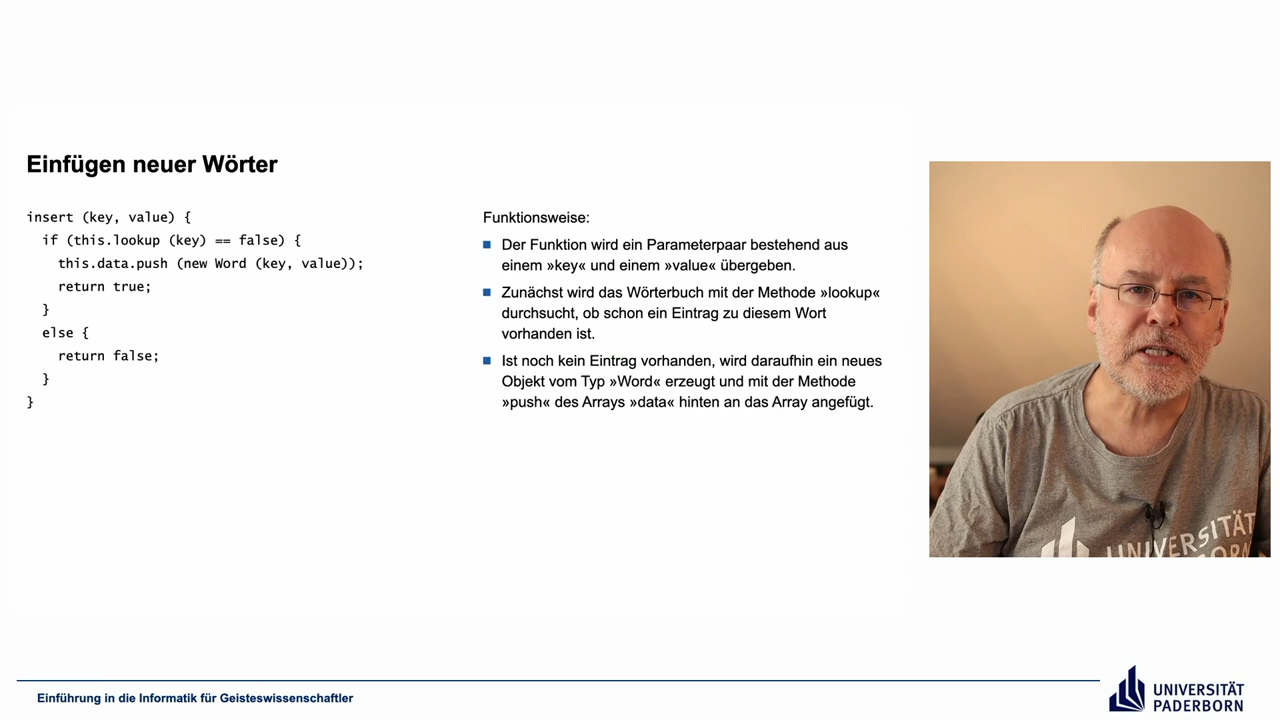 Einfügen neuer Wörter
insert (key, value) {
if (this.lookup (key) == false) {
this.data.push (new Word (key, value));
return true;
}
else {
return false;
}
}
Funktionsweise:
Der Funktion wird ein Parameterpaar bestehend aus
einem »key« und einem »value« übergeben.
Zunächst wird das Wörterbuch mit der Methode »lookup«
durchsucht, ob schon ein Eintrag zu diesem Wort
vorhanden ist.
Ist noch kein Eintrag vorhanden, wird daraufhin ein neues
Objekt vom Typ »Word« erzeugt und mit der Methode
»push« des Arrays »data« hinten an das Array angefügt.
UNIVERSITÄT
Einführung in die Informatik für Geisteswissenschaftler
UNIVERSITÄT
PADERBORN